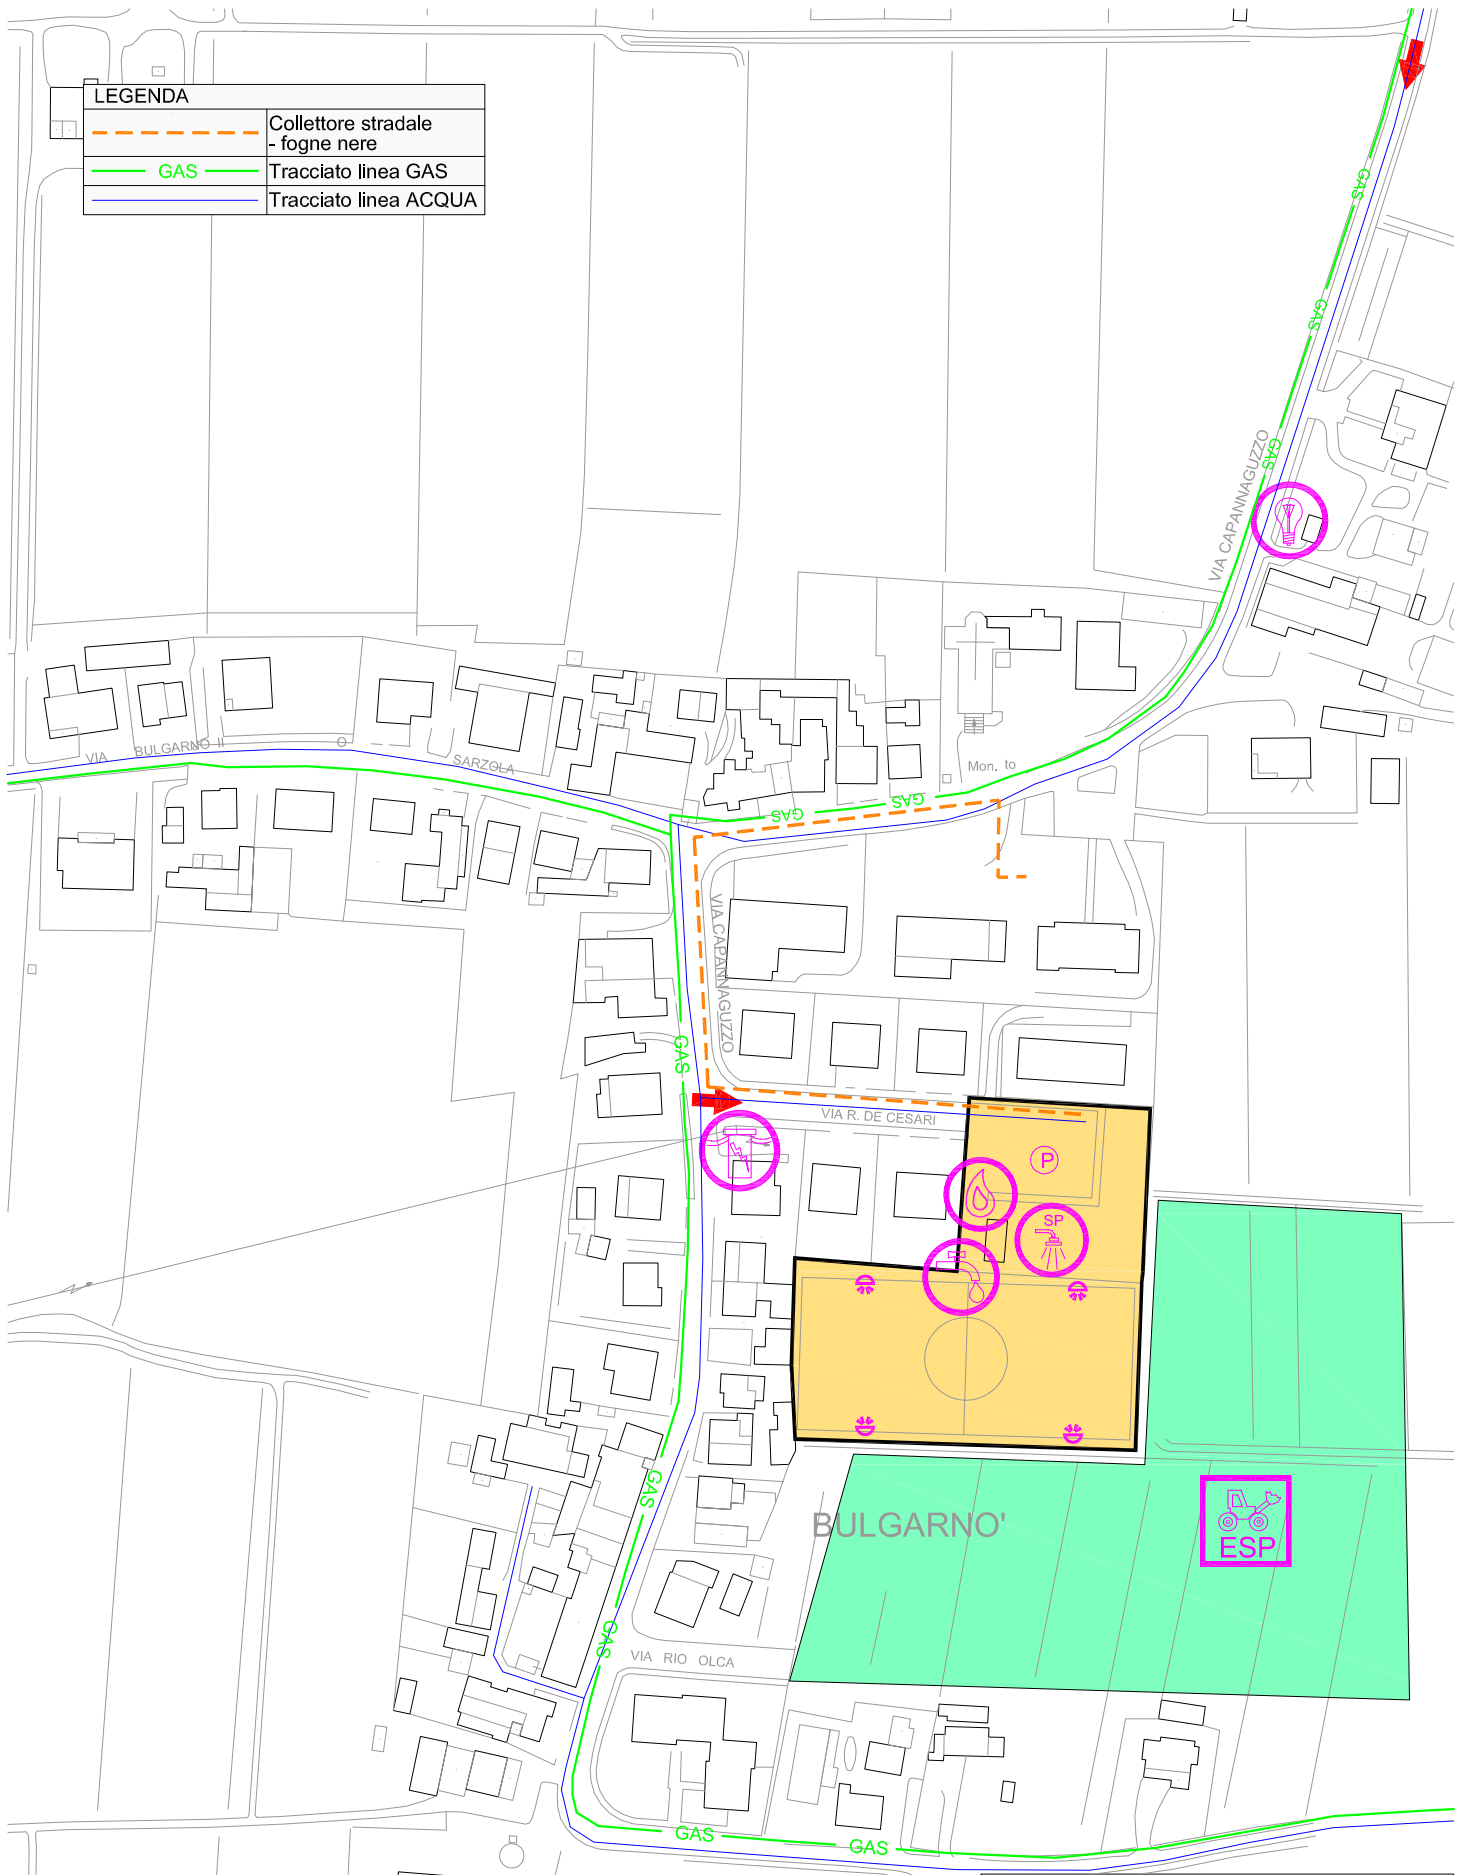 LEGENDA
Collettore stradale
- fogne nere
GAS
Tracciato linea GAS
Tracciato linea ACQUA
GAS
GAS
GAS
VIA CAPANNAGUZZO
VIA BULGARNO II O SARZOLA
Mon. to
GAS
GAS
VIA CAPANNAGUZZO
GAS
VIA R. DE CESARI
P
SP
BULGARNO'
ESP
GAS
GAS
VIA RIO OLCA
GAS
GAS